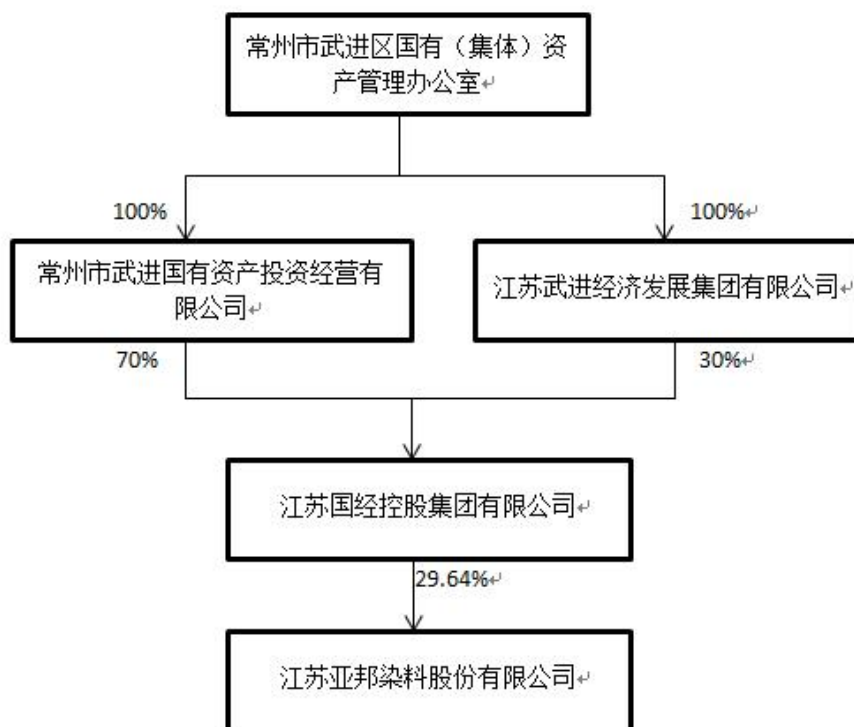 常州市武进区国有（集体）资
产管理办公室↵
100%
100%↵
常州市武进国有资产投资经营有
限公司↵
江苏武进经济发展集团有限公司↵
70%
30%↵
江苏国经控股集团有限公司↵
29.64%↵
江苏亚邦染料股份有限公司↵